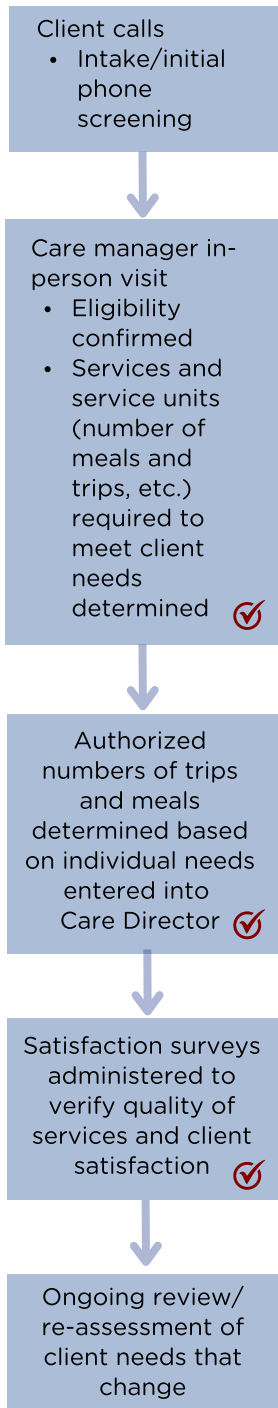 Client calls
• Intake/initial
phone
screening
Care manager in-
person visit
• Eligibility
confirmed
• Services and
service units
(number of
meals and
trips, etc.)
required to
meet client
needs
determined
Authorized
numbers of trips
and meals
determined based
on individual needs
entered into
Care Director
Satisfaction surveys
administered to
verify quality of
services and client
satisfaction
Ongoing review/
re-assessment of
client needs that
change